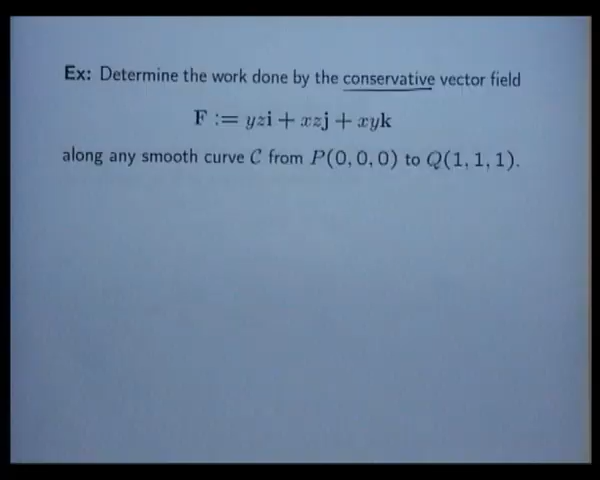 Ex: Determine the work done by the conservative vector field
F := yzi + xzj + xyk
along any smooth curve C from P(0, 0, 0) to Q(1, 1, 1).